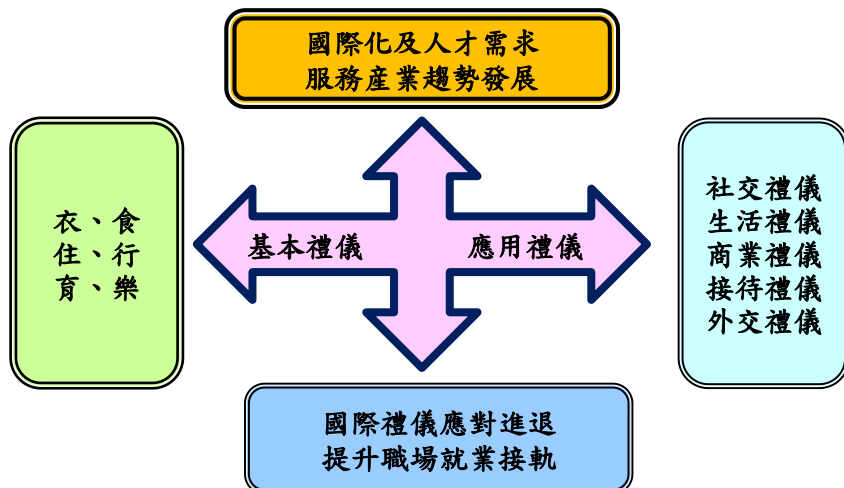 國際化及人才需求
服務產業趨勢發展
衣、食
住、行
育、樂
基本禮儀
應用禮儀
社交禮儀
生活禮儀
商業禮儀
接待禮儀
外交禮儀
國際禮儀應對進退
提升職場就業接軌